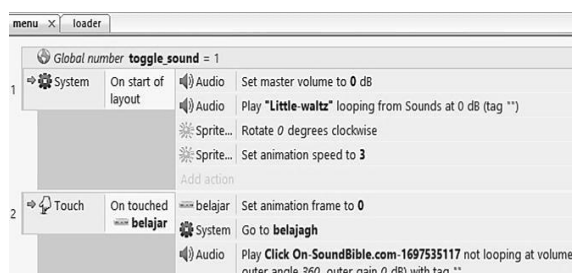 menu × loader
Global number toggle_sound = 1
1 System On start of layout Audio Set master volume to 0 dB
Audio Play "Little-waltz" looping from Sounds at 0 dB (tag "")
Sprite... Rotate 0 degrees clockwise
Sprite... Set animation speed to 3
Add action
2 Touch On touched belajar belajar Set animation frame to 0
System Go to belajagh
Audio Play Click On-SoundBible.com-1697535117 not looping at volume
outer angle 360, outer gain 0 dB) with tag ""